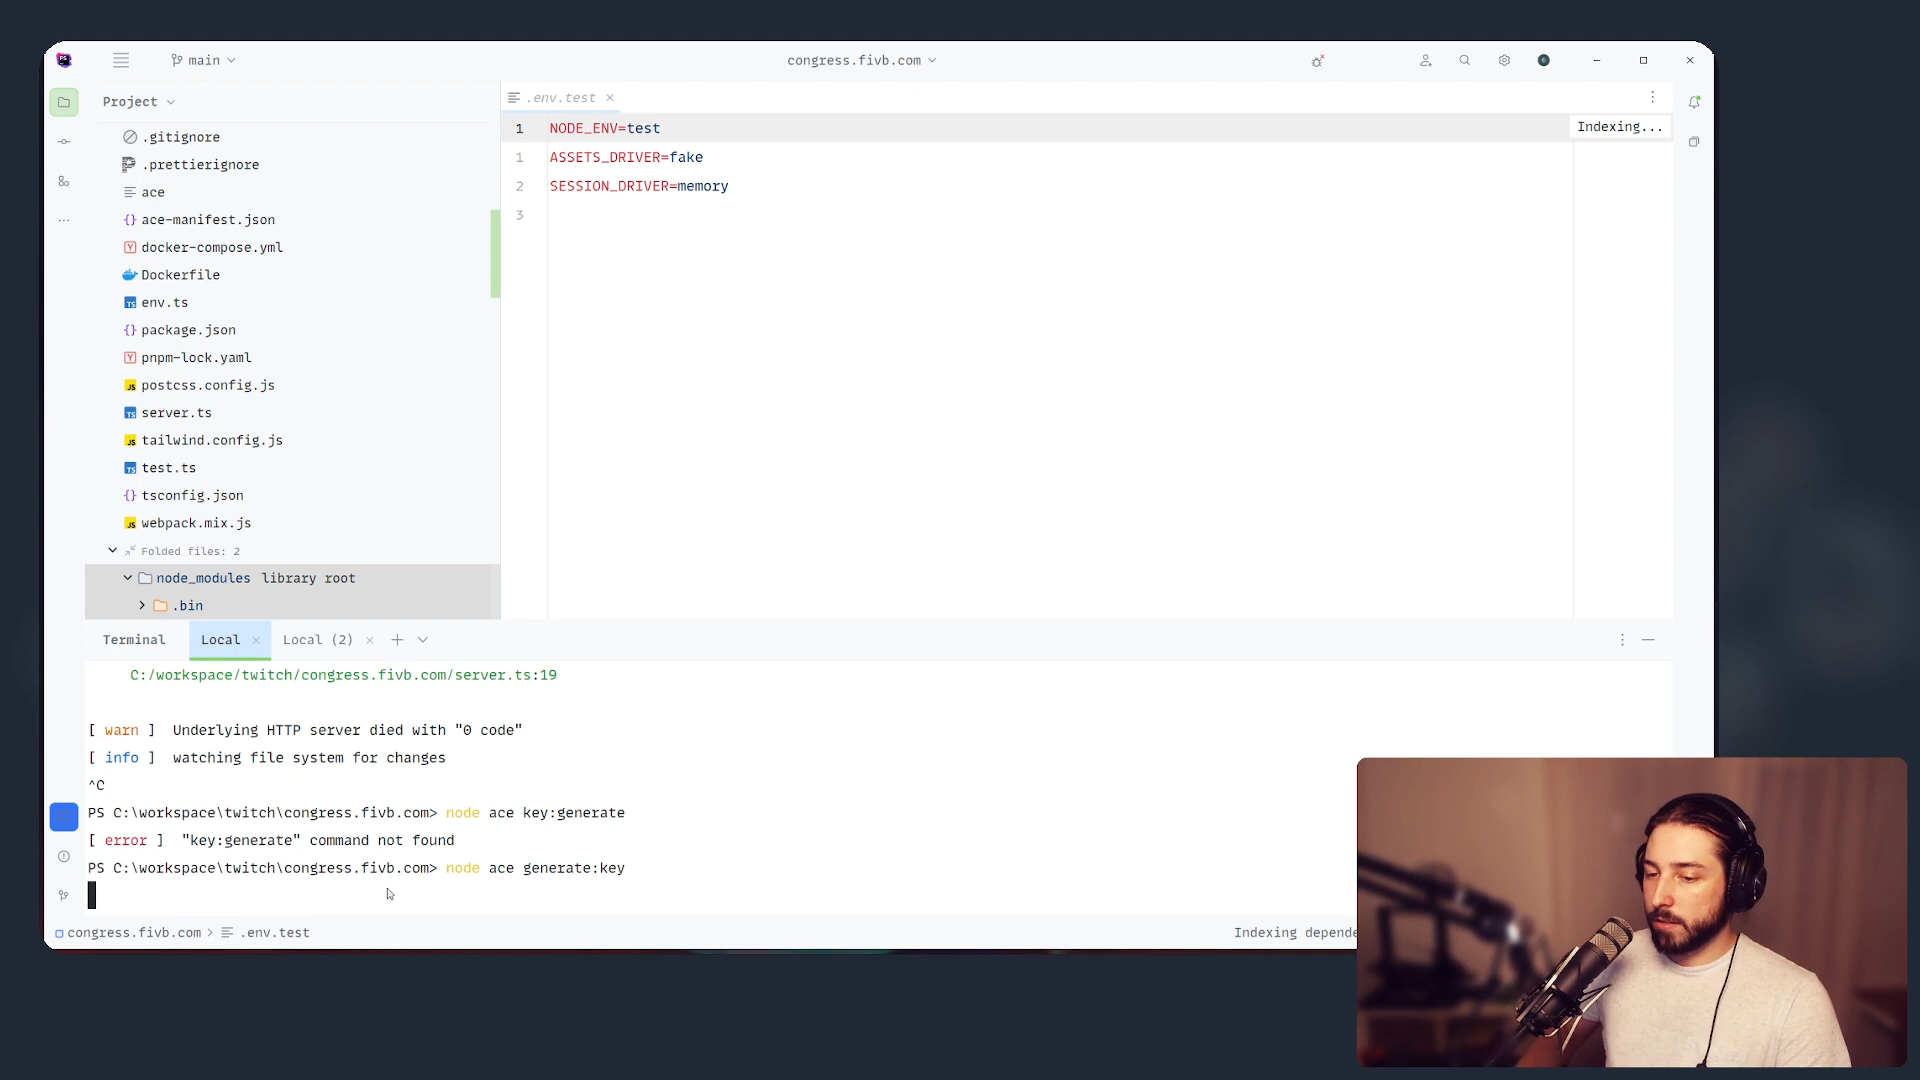 main
congress.fivb.com
Project
.gitignore
.prettierignore
ace
ace-manifest.json
docker-compose.yml
Dockerfile
env.ts
package.json
pnpm-lock.yaml
postcss.config.js
server.ts
tailwind.config.js
test.ts
tsconfig.json
webpack.mix.js
Folded files: 2
node_modules library root
.bin
.env.test
1 NODE_ENV=test
1 ASSETS_DRIVER=fake
2 SESSION_DRIVER=memory
3
Indexing...
Terminal Local Local (2)
C:/workspace/twitch/congress.fivb.com/server.ts:19
[ warn ] Underlying HTTP server died with "0 code"
[ info ] watching file system for changes
^C
PS C:\workspace\twitch\congress.fivb.com> node ace key:generate
[ error ] "key:generate" command not found
PS C:\workspace\twitch\congress.fivb.com> node ace generate:key
congress.fivb.com > .env.test
Indexing depende